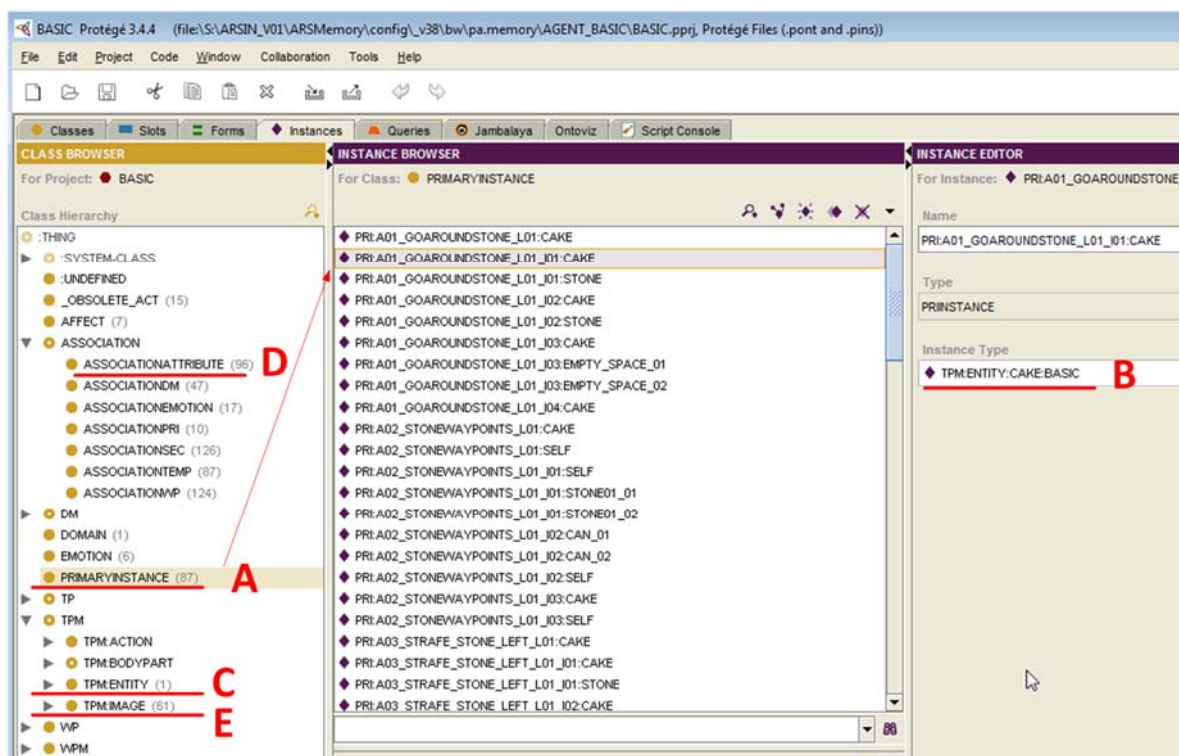 BASIC Protégé 3.4.4 (file:\S:\ARSIN_V01\ARSMemory\config\_v38\bw\pa.memory\AGENT_BASIC\BASIC.pprj, Protégé Files (.pont and .pins))
File Edit Project Code Window Collaboration Tools Help
Classes Slots Forms Instances Queries Jambalaya Ontoviz Script Console
CLASS BROWSER
For Project: BASIC
Class Hierarchy
:THING
:SYSTEM-CLASS
:UNDEFINED
_OBSOLETE_ACT (15)
AFFECT (7)
ASSOCIATION
ASSOCIATIONATTRIBUTE (96)
D
ASSOCIATIONDM (47)
ASSOCIATIONEMOTION (17)
ASSOCIATIONPRI (10)
ASSOCIATIONSEC (126)
ASSOCIATIONTEMP (87)
ASSOCIATIONWP (124)
DM
DOMAIN (1)
EMOTION (6)
PRIMARYINSTANCE (87)
A
TP
TPM
TPM:ACTION
TPM:BODYPART
TPM:ENTITY (1)
C
TPM:IMAGE (61)
E
WP
WPM
INSTANCE BROWSER
For Class: PRIMARYINSTANCE
PRI:A01_GOAROUNDSTONE_L01:CAKE
PRI:A01_GOAROUNDSTONE_L01_I01:CAKE
PRI:A01_GOAROUNDSTONE_L01_I01:STONE
PRI:A01_GOAROUNDSTONE_L01_I02:CAKE
PRI:A01_GOAROUNDSTONE_L01_I02:STONE
PRI:A01_GOAROUNDSTONE_L01_I03:CAKE
PRI:A01_GOAROUNDSTONE_L01_I03:EMPTY_SPACE_01
PRI:A01_GOAROUNDSTONE_L01_I03:EMPTY_SPACE_02
PRI:A01_GOAROUNDSTONE_L01_I04:CAKE
PRI:A02_STONEWAYPOINTS_L01:CAKE
PRI:A02_STONEWAYPOINTS_L01:SELF
PRI:A02_STONEWAYPOINTS_L01_I01:SELF
PRI:A02_STONEWAYPOINTS_L01_I01:STONE01_01
PRI:A02_STONEWAYPOINTS_L01_I01:STONE01_02
PRI:A02_STONEWAYPOINTS_L01_I02:CAN_01
PRI:A02_STONEWAYPOINTS_L01_I02:CAN_02
PRI:A02_STONEWAYPOINTS_L01_I02:SELF
PRI:A02_STONEWAYPOINTS_L01_I03:CAKE
PRI:A02_STONEWAYPOINTS_L01_I03:SELF
PRI:A03_STRAFE_STONE_LEFT_L01:CAKE
PRI:A03_STRAFE_STONE_LEFT_L01_I01:CAKE
PRI:A03_STRAFE_STONE_LEFT_L01_I01:STONE
PRI:A03_STRAFE_STONE_LEFT_L01_I02:CAKE
INSTANCE EDITOR
For Instance: PRI:A01_GOAROUNDSTONE
Name
PRI:A01_GOAROUNDSTONE_L01_I01:CAKE
Type
PRIINSTANCE
Instance Type
TPM:ENTITY:CAKE:BASIC
B